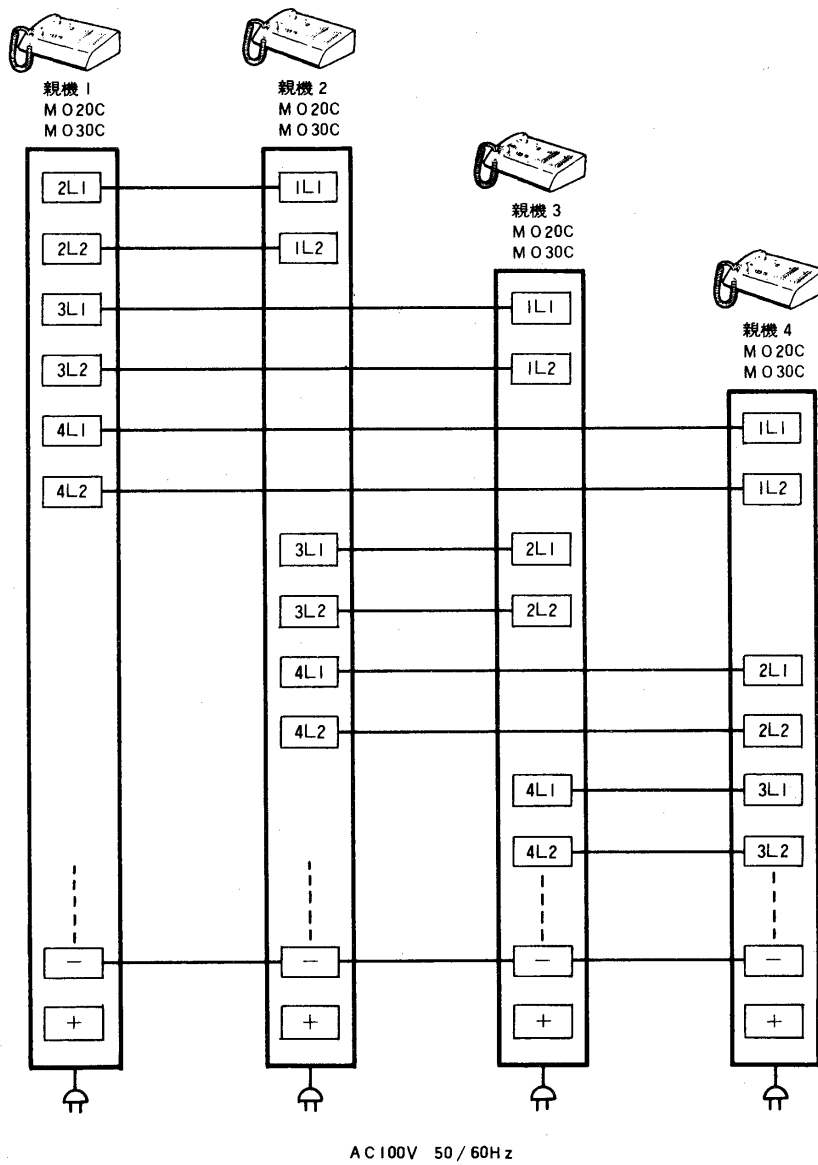 親機1
MO20C
MO30C
親機2
MO20C
MO30C
親機3
MO20C
MO30C
親機4
MO20C
MO30C
2L1 1L1
2L2 1L2
3L1 1L1
3L2 1L2
4L1 1L1
4L2 1L2
3L1 2L1
3L2 2L2
4L1 2L1
4L2 2L2
4L1 3L1
4L2 3L2
− − − −
+ + + +
AC100V 50/60Hz